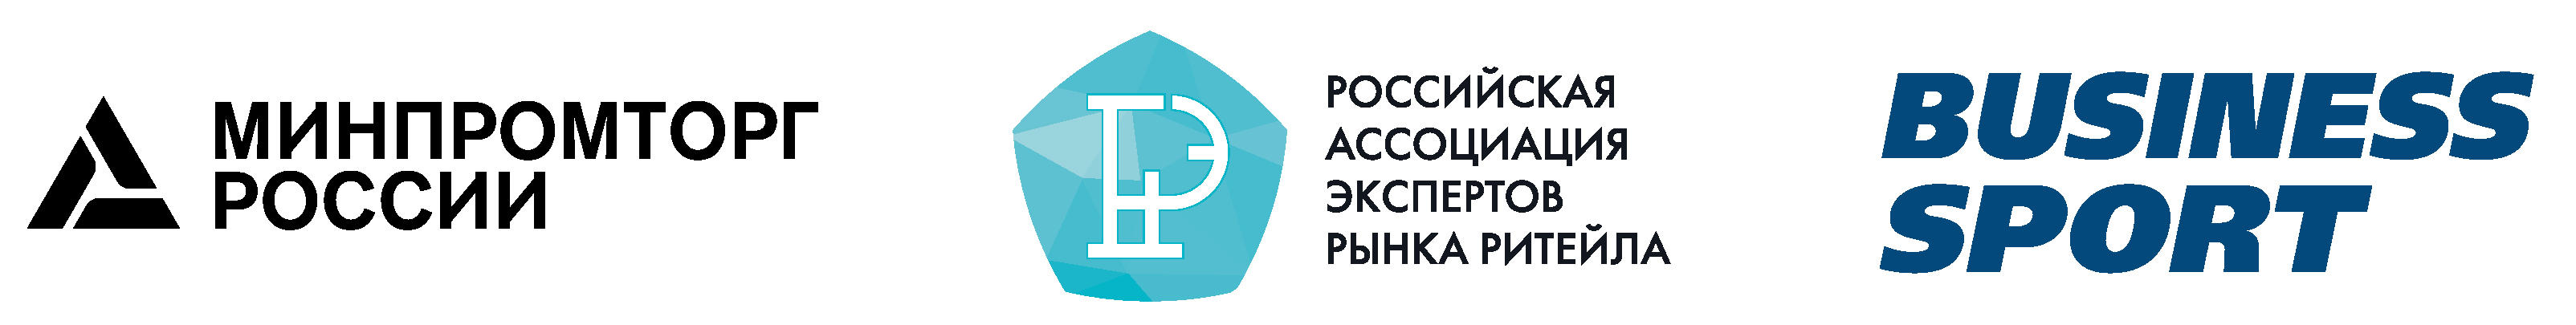 МИНПРОМТОРГ
РОССИИ
РОССИЙСКАЯ
АССОЦИАЦИЯ
ЭКСПЕРТОВ
РЫНКА РИТЕЙЛА
BUSINESS
SPORT